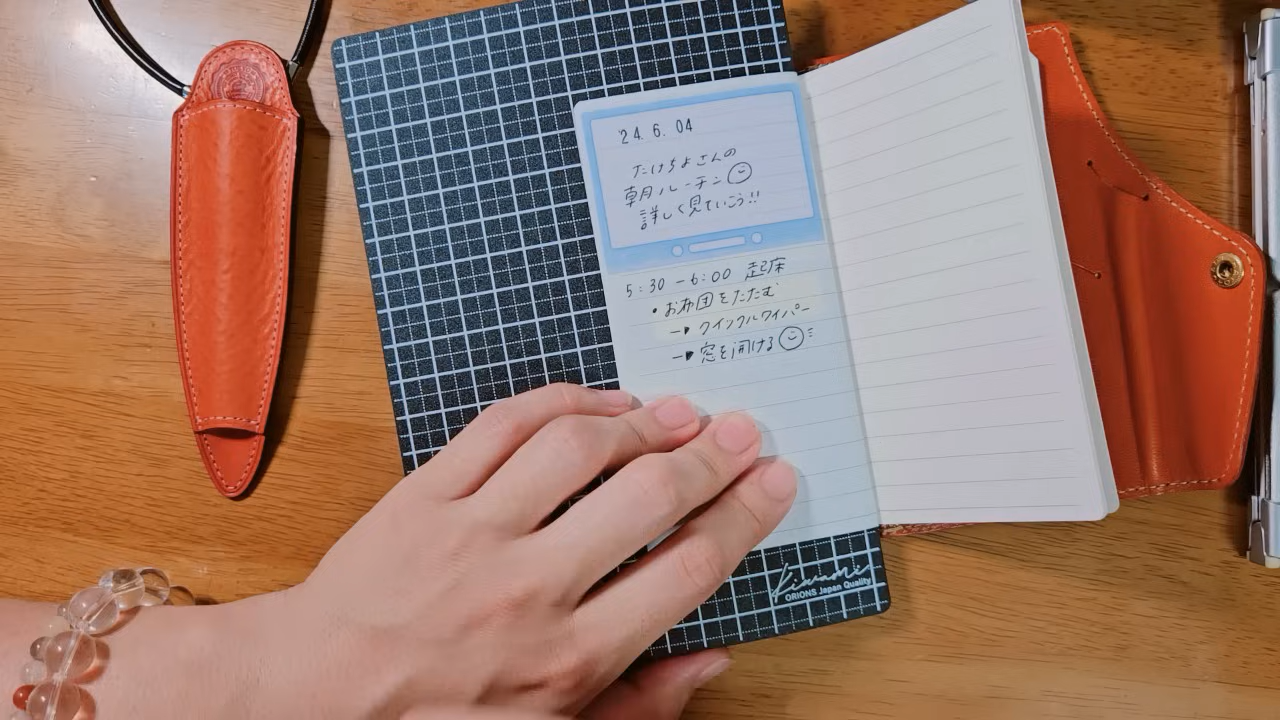 '24.6.04
たけちよさんの
朝ルーチン
詳しく見ていこう!!
5:30-6:00 起床
・お布団をたたむ
→ クイックルワイパー
→ 窓を開ける
Kiwami
ORIONS Japan Quality